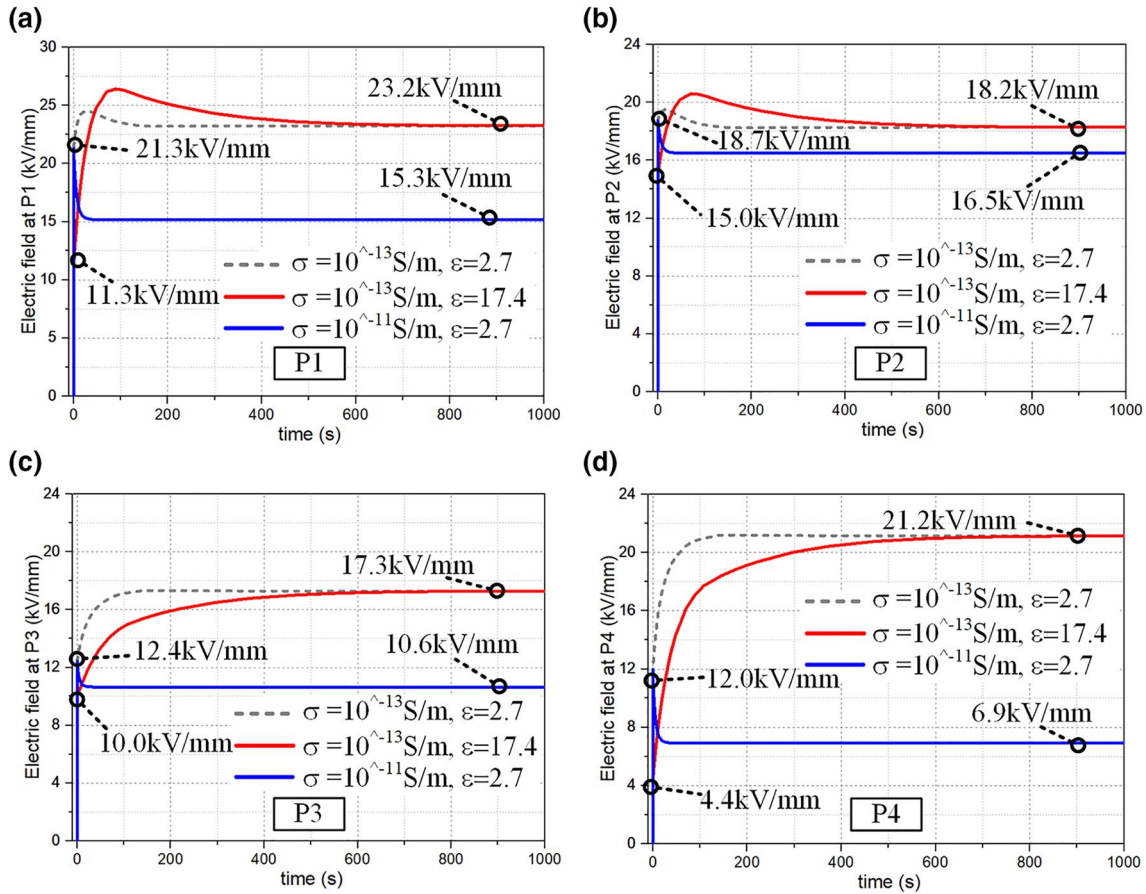 (a)
Electric field at P1 (kV/mm)
30
25
20
15
10
5
0
23.2kV/mm
21.3kV/mm
15.3kV/mm
11.3kV/mm
σ =10^-13S/m, ε=2.7
σ =10^-13S/m, ε=17.4
σ =10^-11S/m, ε=2.7
P1
0 200 400 600 800 1000
time (s)
(b)
Electric field at P2 (kV/mm)
24
20
16
12
8
4
0
18.2kV/mm
18.7kV/mm
16.5kV/mm
15.0kV/mm
σ =10^-13S/m, ε=2.7
σ =10^-13S/m, ε=17.4
σ =10^-11S/m, ε=2.7
P2
0 200 400 600 800 1000
time (s)
(c)
Electric field at P3 (kV/mm)
24
20
16
12
8
4
0
17.3kV/mm
12.4kV/mm
10.6kV/mm
10.0kV/mm
σ =10^-13S/m, ε=2.7
σ =10^-13S/m, ε=17.4
σ =10^-11S/m, ε=2.7
P3
0 200 400 600 800 1000
time (s)
(d)
Electric field at P4 (kV/mm)
24
20
16
12
8
4
0
21.2kV/mm
σ =10^-13S/m, ε=2.7
σ =10^-13S/m, ε=17.4
σ =10^-11S/m, ε=2.7
12.0kV/mm
6.9kV/mm
4.4kV/mm
P4
0 200 400 600 800 1000
time (s)